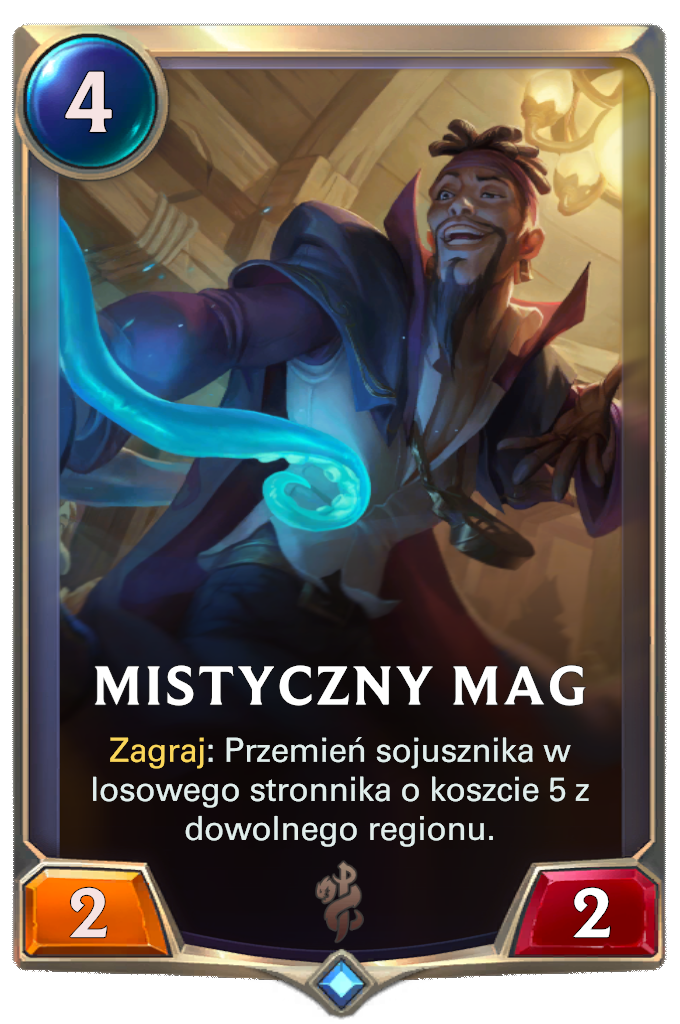 4
MISTYCZNY MAG
Zagraj: Przemień sojusznika w
losowego stronnika o koszcie 5 z
dowolnego regionu.
2
2